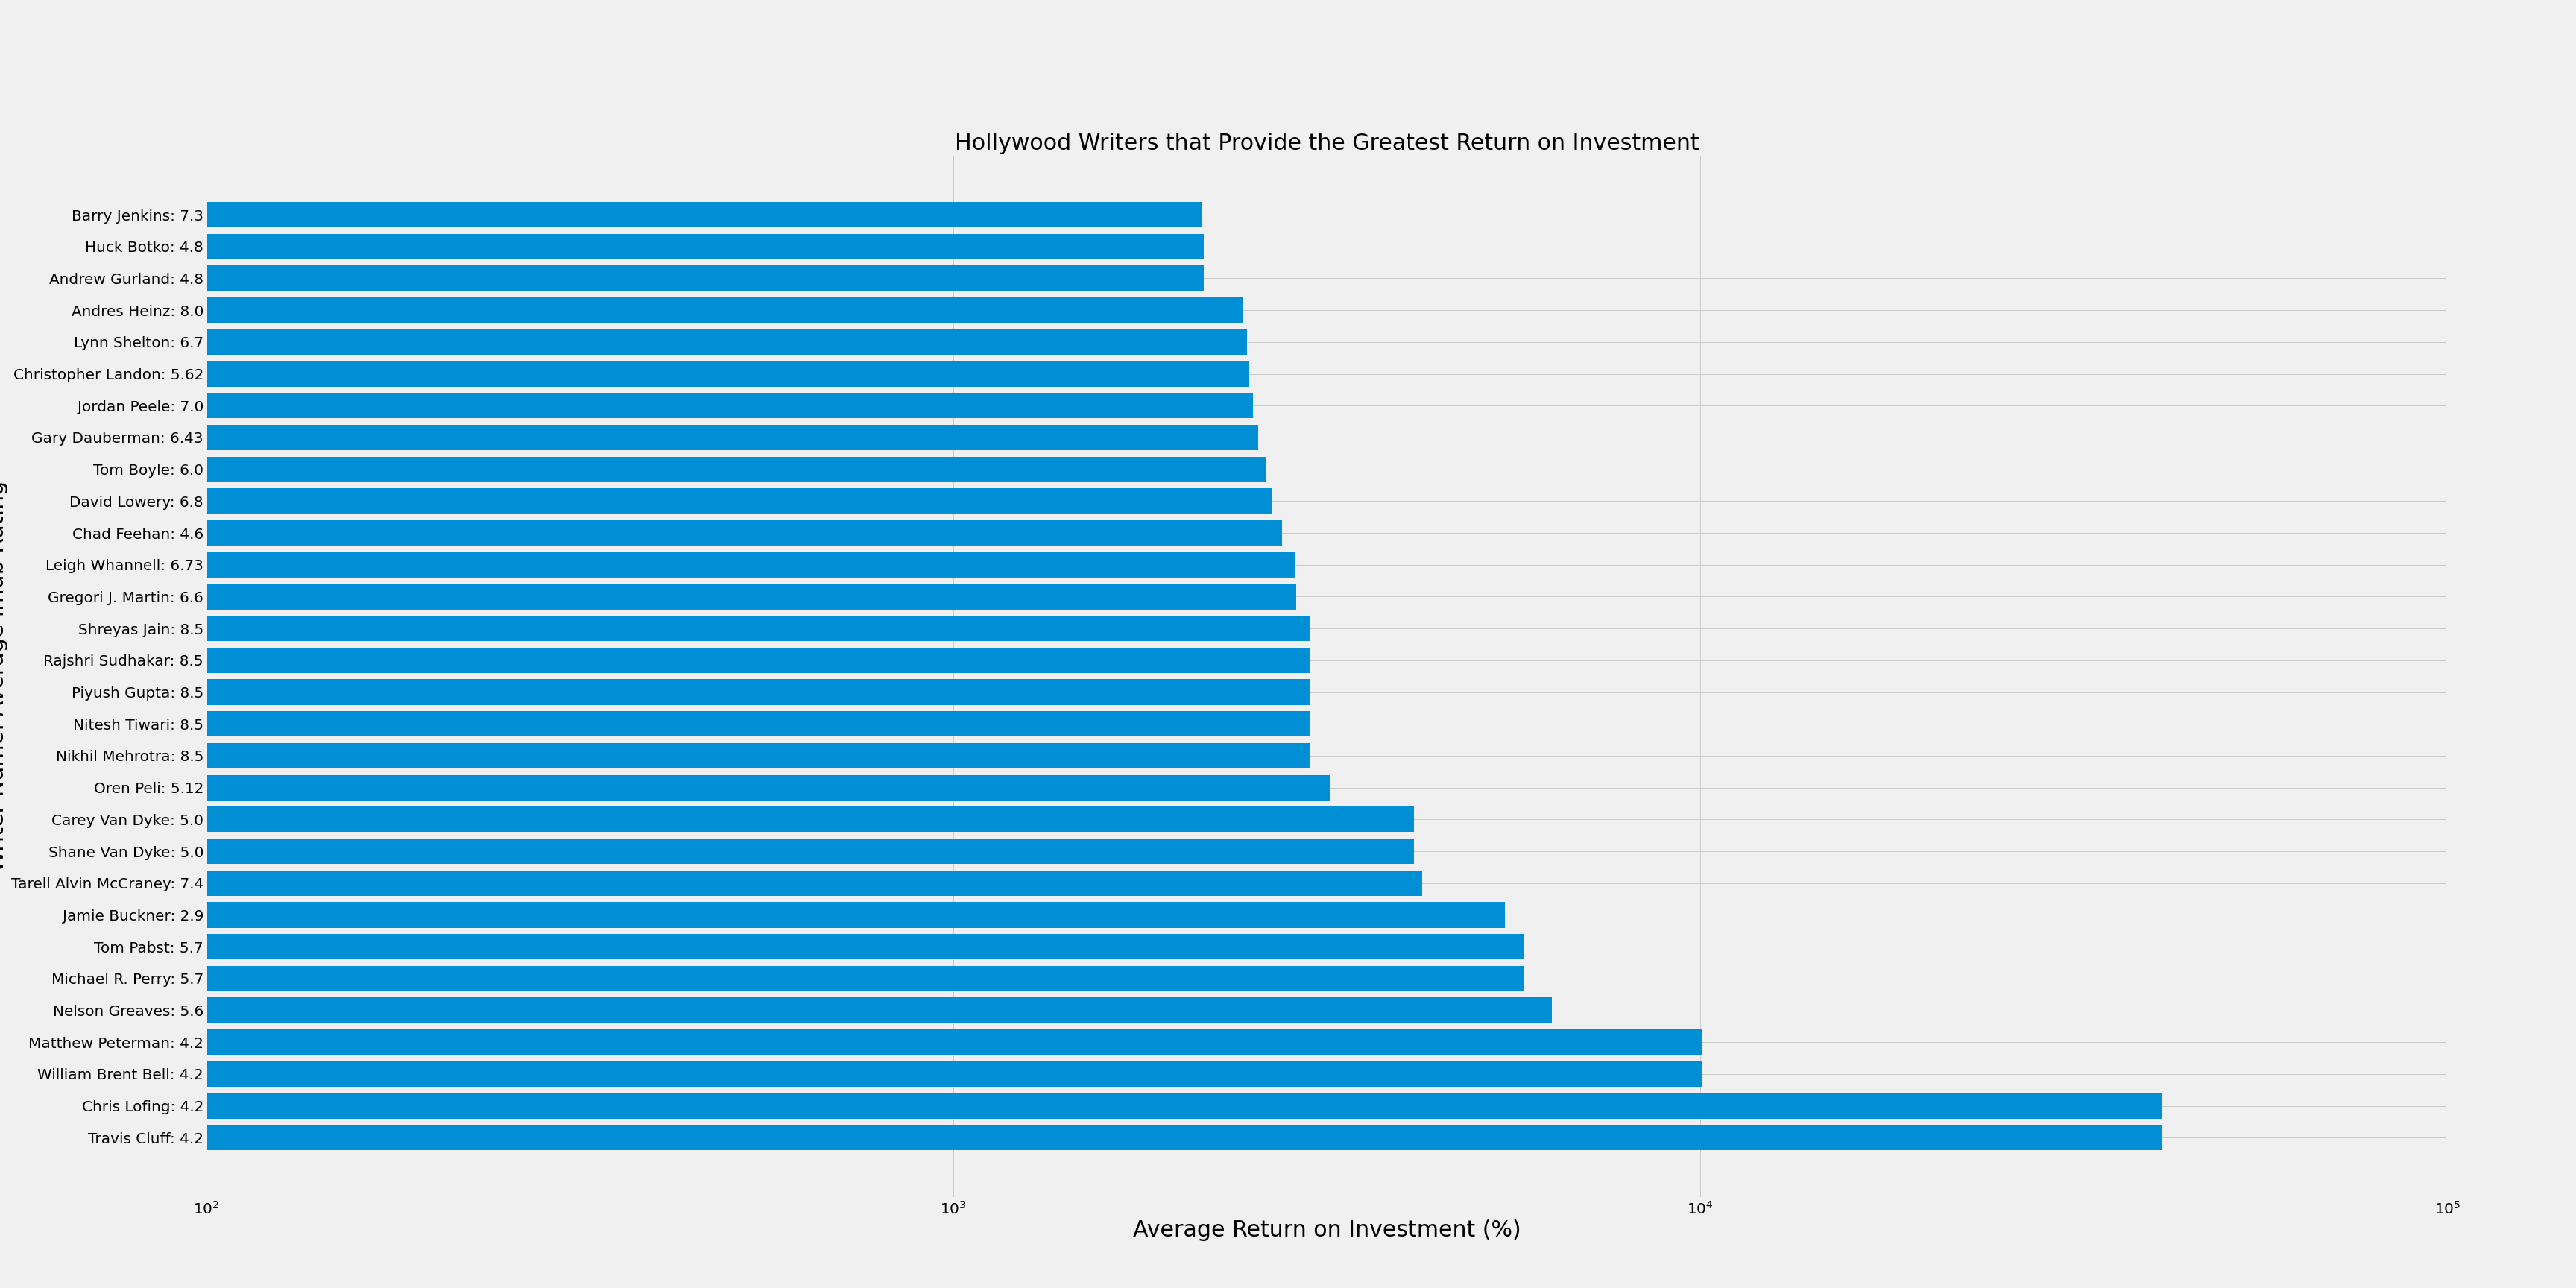 Hollywood Writers that Provide the Greatest Return on Investment
Barry Jenkins: 7.3
Huck Botko: 4.8
Andrew Gurland: 4.8
Andres Heinz: 8.0
Lynn Shelton: 6.7
Christopher Landon: 5.62
Jordan Peele: 7.0
Gary Dauberman: 6.43
Tom Boyle: 6.0
David Lowery: 6.8
Chad Feehan: 4.6
Leigh Whannell: 6.73
Gregori J. Martin: 6.6
Shreyas Jain: 8.5
Rajshri Sudhakar: 8.5
Piyush Gupta: 8.5
Nitesh Tiwari: 8.5
Nikhil Mehrotra: 8.5
Oren Peli: 5.12
Carey Van Dyke: 5.0
Shane Van Dyke: 5.0
Tarell Alvin McCraney: 7.4
Jamie Buckner: 2.9
Tom Pabst: 5.7
Michael R. Perry: 5.7
Nelson Greaves: 5.6
Matthew Peterman: 4.2
William Brent Bell: 4.2
Chris Lofing: 4.2
Travis Cluff: 4.2
10² 10³ 10⁴ 10⁵
Average Return on Investment (%)